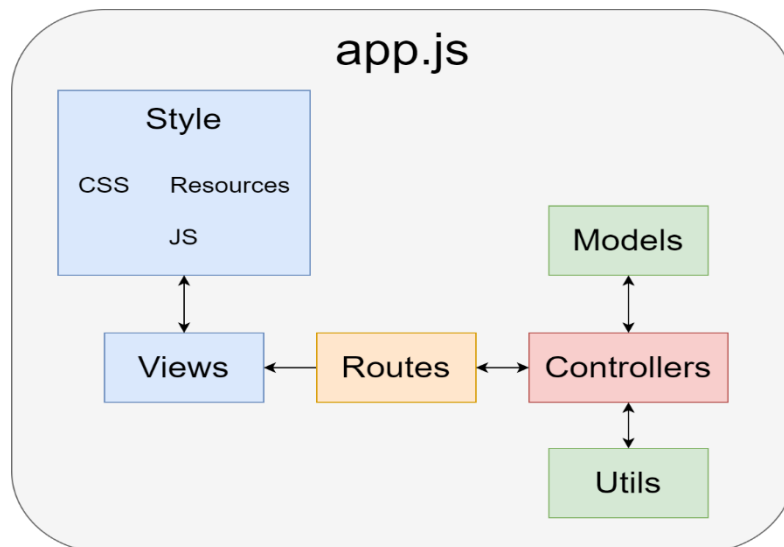 app.js
Style
CSS Resources
JS
Models
Views Routes Controllers
Utils